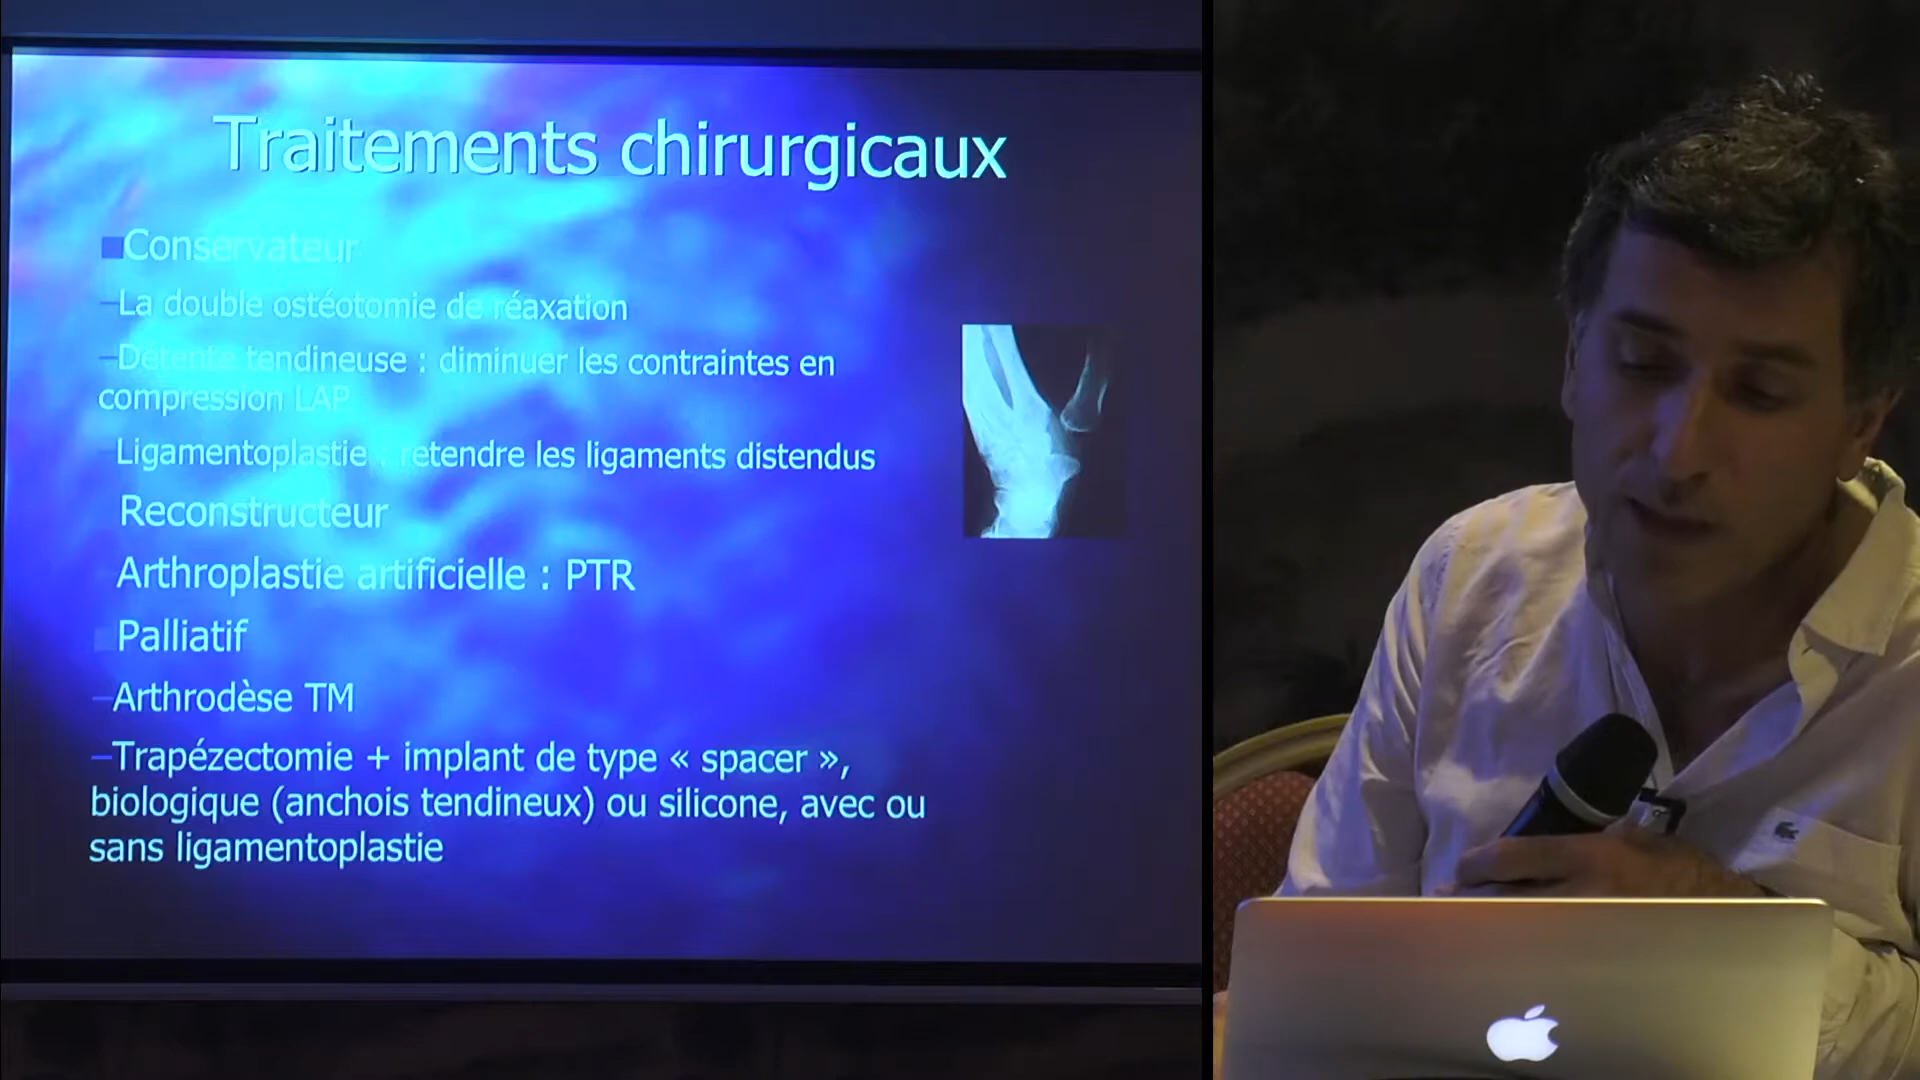 Traitements chirurgicaux
Conservateur
–La double ostéotomie de réaxation
–Détente tendineuse : diminuer les contraintes en
compression LAP
Ligamentoplastie : retendre les ligaments distendus
Reconstructeur
Arthroplastie artificielle : PTR
Palliatif
–Arthrodèse TM
–Trapézectomie + implant de type « spacer »,
biologique (anchois tendineux) ou silicone, avec ou
sans ligamentoplastie